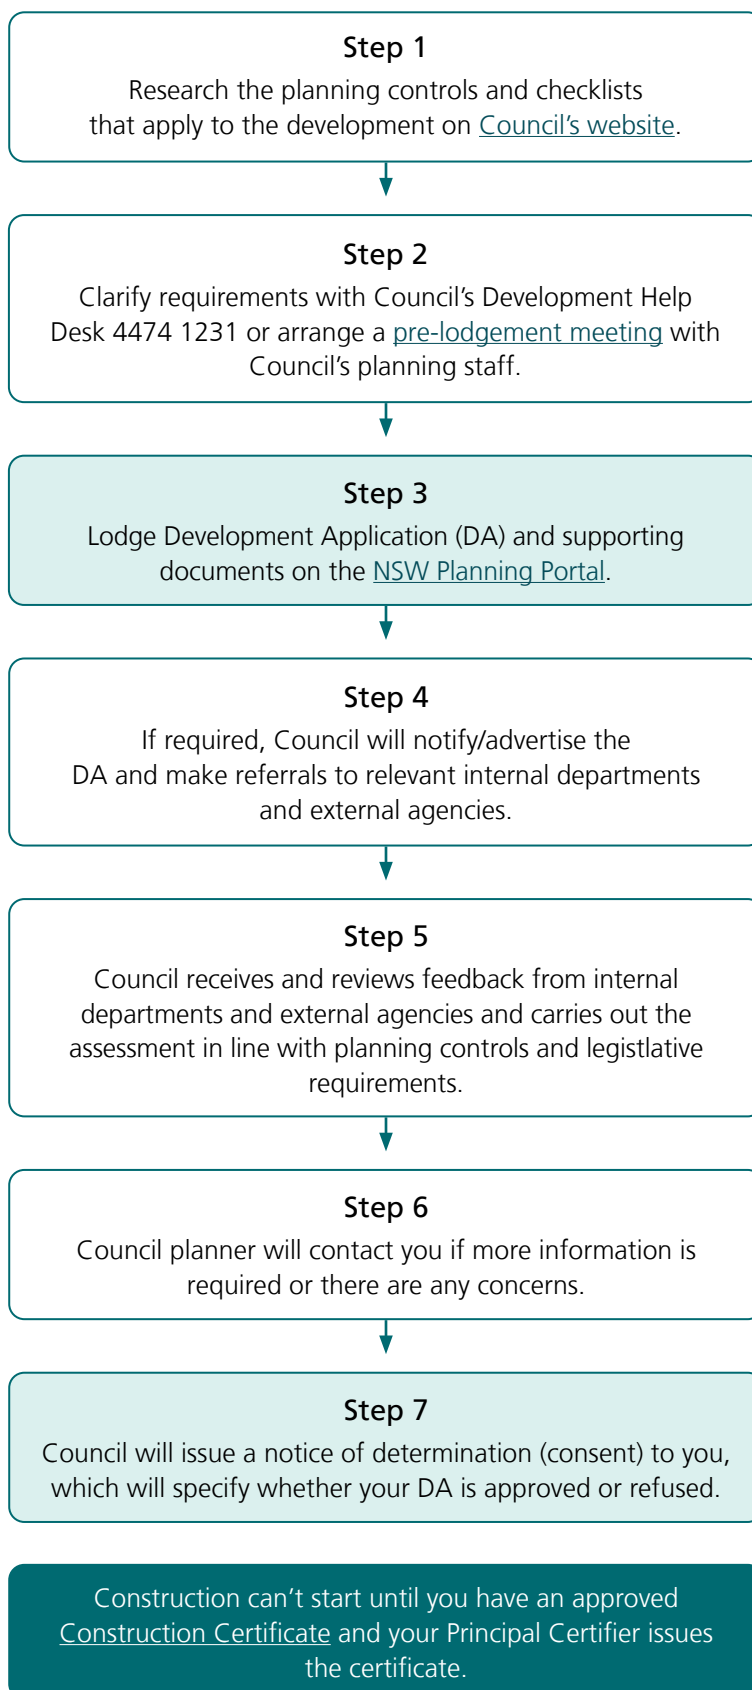 Step 1
Research the planning controls and checklists
that apply to the development on Council’s website.
Step 2
Clarify requirements with Council’s Development Help
Desk 4474 1231 or arrange a pre-lodgement meeting with
Council’s planning staff.
Step 3
Lodge Development Application (DA) and supporting
documents on the NSW Planning Portal.
Step 4
If required, Council will notify/advertise the
DA and make referrals to relevant internal departments
and external agencies.
Step 5
Council receives and reviews feedback from internal
departments and external agencies and carries out the
assessment in line with planning controls and legistlative
requirements.
Step 6
Council planner will contact you if more information is
required or there are any concerns.
Step 7
Council will issue a notice of determination (consent) to you,
which will specify whether your DA is approved or refused.
Construction can’t start until you have an approved
Construction Certificate and your Principal Certifier issues
the certificate.